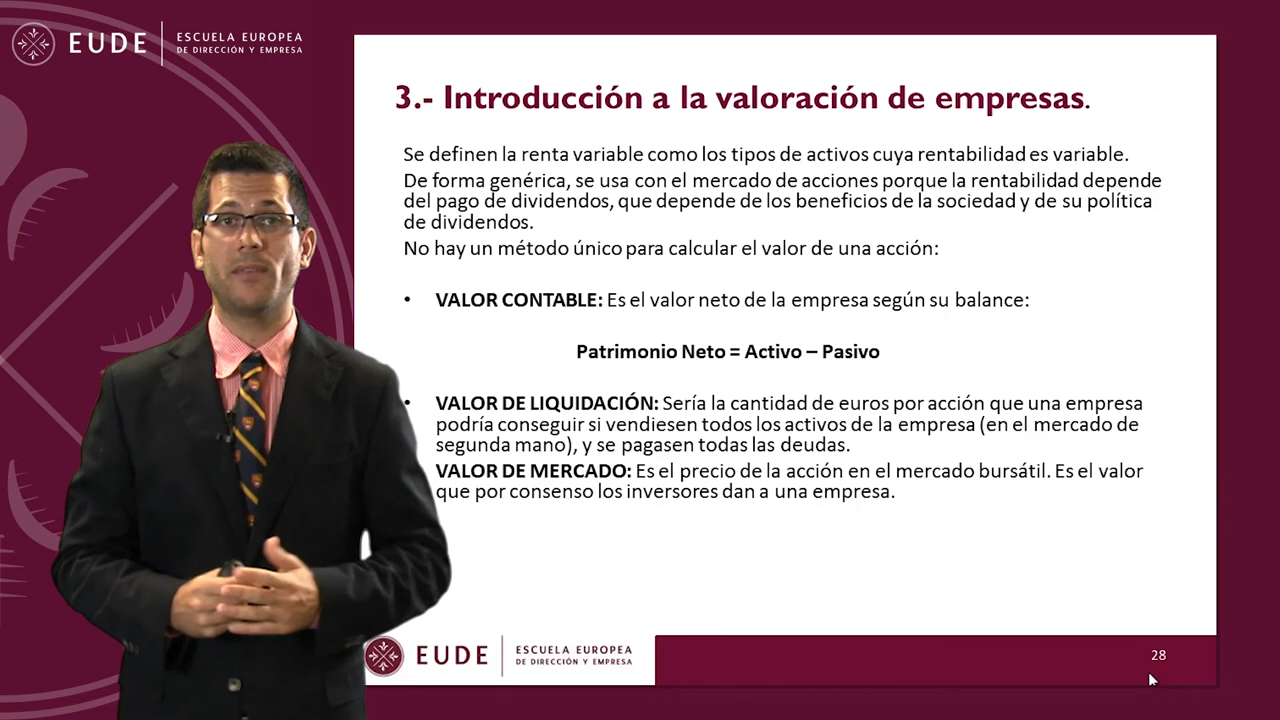 EUDE
ESCUELA EUROPEA
DE DIRECCIÓN Y EMPRESA
3.- Introducción a la valoración de empresas.
Se definen la renta variable como los tipos de activos cuya rentabilidad es variable.
De forma genérica, se usa con el mercado de acciones porque la rentabilidad depende
del pago de dividendos, que depende de los beneficios de la sociedad y de su política
de dividendos.
No hay un método único para calcular el valor de una acción:
• VALOR CONTABLE: Es el valor neto de la empresa según su balance:
Patrimonio Neto = Activo – Pasivo
• VALOR DE LIQUIDACIÓN: Sería la cantidad de euros por acción que una empresa
podría conseguir si vendiesen todos los activos de la empresa (en el mercado de
segunda mano), y se pagasen todas las deudas.
VALOR DE MERCADO: Es el precio de la acción en el mercado bursátil. Es el valor
que por consenso los inversores dan a una empresa.
EUDE
ESCUELA EUROPEA
DE DIRECCIÓN Y EMPRESA
28